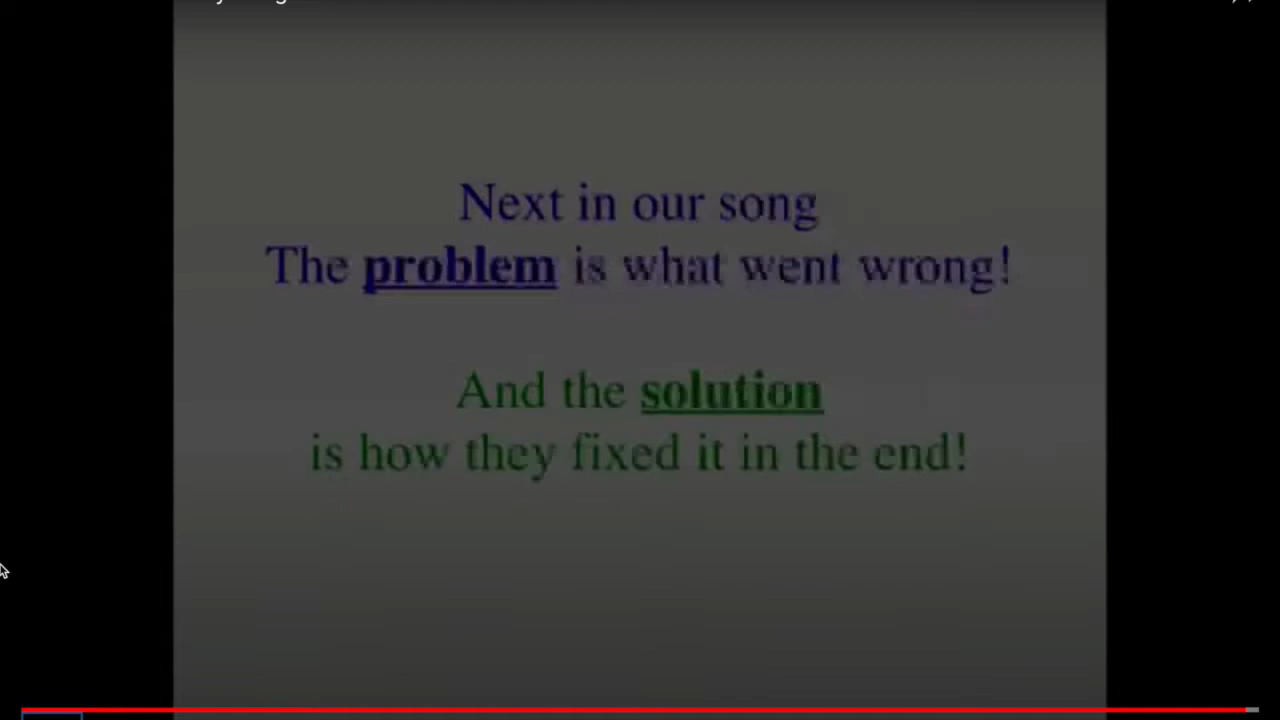 Next in our song
The problem is what went wrong!
And the solution
is how they fixed it in the end!